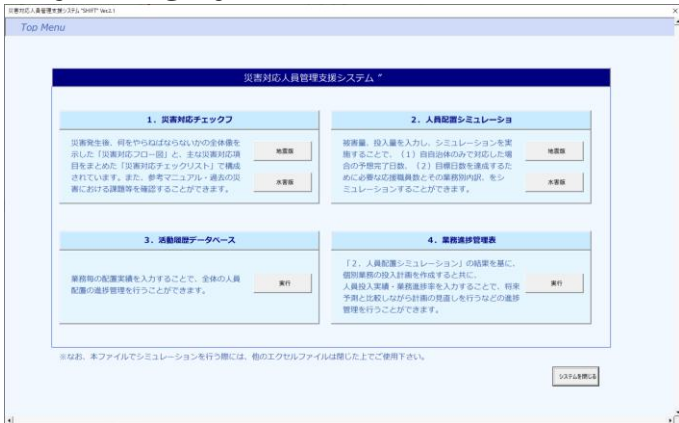 災害対応人員管理支援システム "SHIFT" Ver.2.1
Top Menu
災害対応人員管理支援システム "
1．災害対応チェックフ
災害発生後、何をやらねばならないかの全体像を
示した「災害対応フロー図」と、主な災害対応項
目をまとめた「災害対応チェックリスト」で構成
されています。また、参考マニュアル・過去の災
害における課題等を確認することができます。
地震版
水害版
2．人員配置シミュレーショ
被害量、投入量を入力し、シミュレーションを実
施することで、（1）自自治体のみで対応した場
合の予想完了日数、（2）目標日数を達成するた
めに必要な応援職員数とその業務別内訳、をシ
ミュレーションすることができます。
地震版
水害版
3．活動履歴データベース
業務毎の配置実績を入力することで、全体の人員
配置の進捗管理を行うことができます。
実行
4．業務進捗管理表
「2．人員配置シミュレーション」の結果を基に、
個別業務の投入計画を作成すると共に、
人員投入実績・業務進捗率を入力することで、将来
予測と比較しながら計画の見直しを行うなどの進捗
管理を行うことができます。
実行
※なお、本ファイルでシミュレーションを行う際には、他のエクセルファイルは閉じた上でご使用下さい。
システムを閉じる